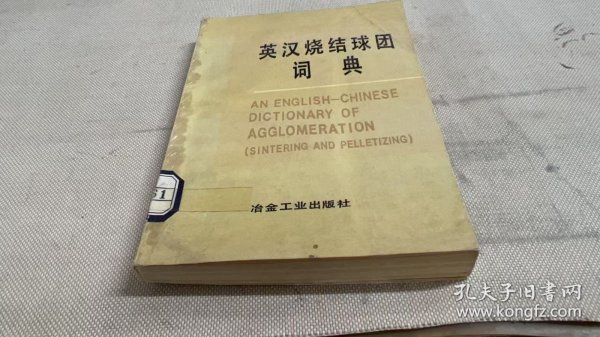 英汉烧结球团
词典
AN ENGLISH—CHINESE
DICTIONARY OF
AGGLOMERATION
(SINTERING AND PELLETIZING)
冶金工业出版社
51
孔夫子旧书网
www.kongfz.com